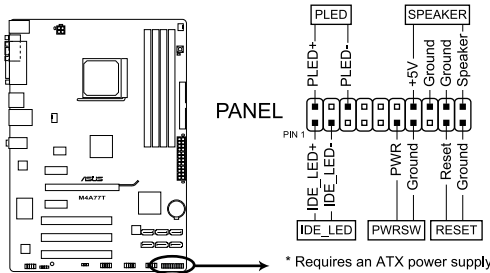 PLED
SPEAKER
PLED+
PLED-
+5V
Ground
Ground
Speaker-
PANEL
PIN 1
IDE_LED+
IDE_LED-
PWR
Ground
Reset
Ground
IDE_LED
PWRSW
RESET
* Requires an ATX power supply
ASUS
M4A77T